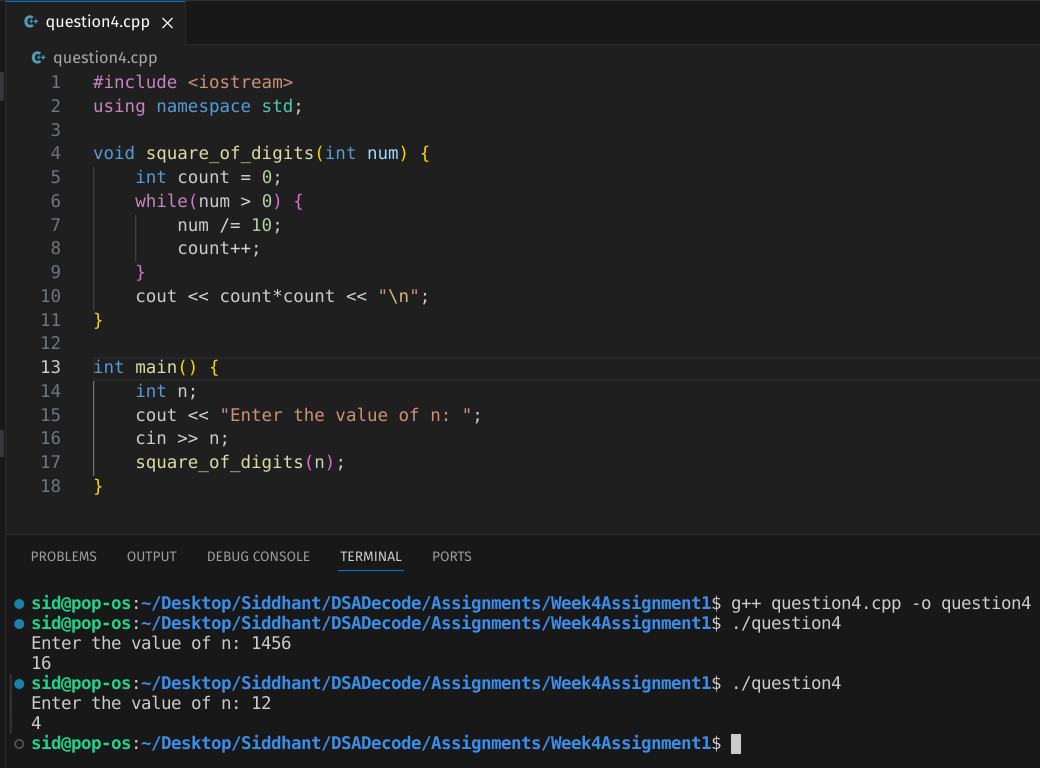 question4.cpp
question4.cpp
1 #include <iostream>
2 using namespace std;
3
4 void square_of_digits(int num) {
5     int count = 0;
6     while(num > 0) {
7         num /= 10;
8         count++;
9     }
10     cout << count*count << "\n";
11 }
12
13 int main() {
14     int n;
15     cout << "Enter the value of n: ";
16     cin >> n;
17     square_of_digits(n);
18 }
PROBLEMS OUTPUT DEBUG CONSOLE TERMINAL PORTS
sid@pop-os:~/Desktop/Siddhant/DSADecode/Assignments/Week4Assignment1$ g++ question4.cpp -o question4
sid@pop-os:~/Desktop/Siddhant/DSADecode/Assignments/Week4Assignment1$ ./question4
Enter the value of n: 1456
16
sid@pop-os:~/Desktop/Siddhant/DSADecode/Assignments/Week4Assignment1$ ./question4
Enter the value of n: 12
4
sid@pop-os:~/Desktop/Siddhant/DSADecode/Assignments/Week4Assignment1$